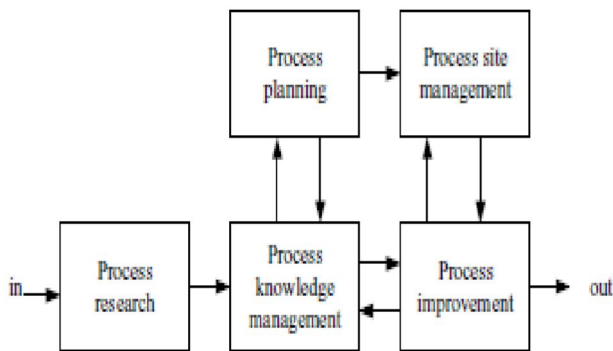 Process
planning
Process site
management
in
Process
research
Process
knowledge
management
Process
improvement
out